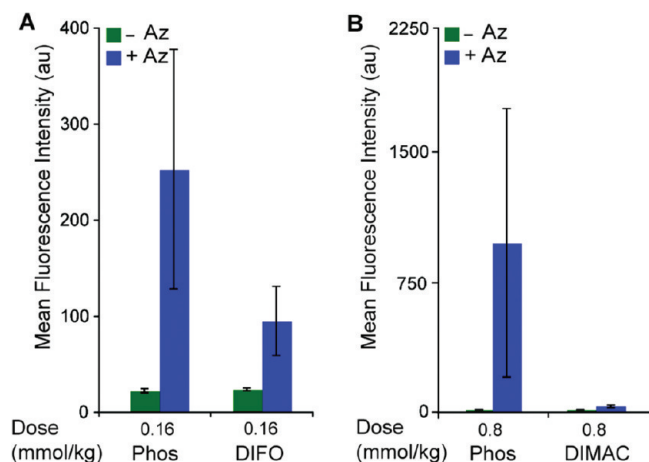 A
400
300
200
100
0
Mean Fluorescence Intensity (au)
– Az
+ Az
Dose
(mmol/kg)
0.16
0.16
Phos
DIFO
B
2250
1500
750
0
Mean Fluorescence Intensity (au)
– Az
+ Az
Dose
(mmol/kg)
0.8
0.8
Phos
DIMAC